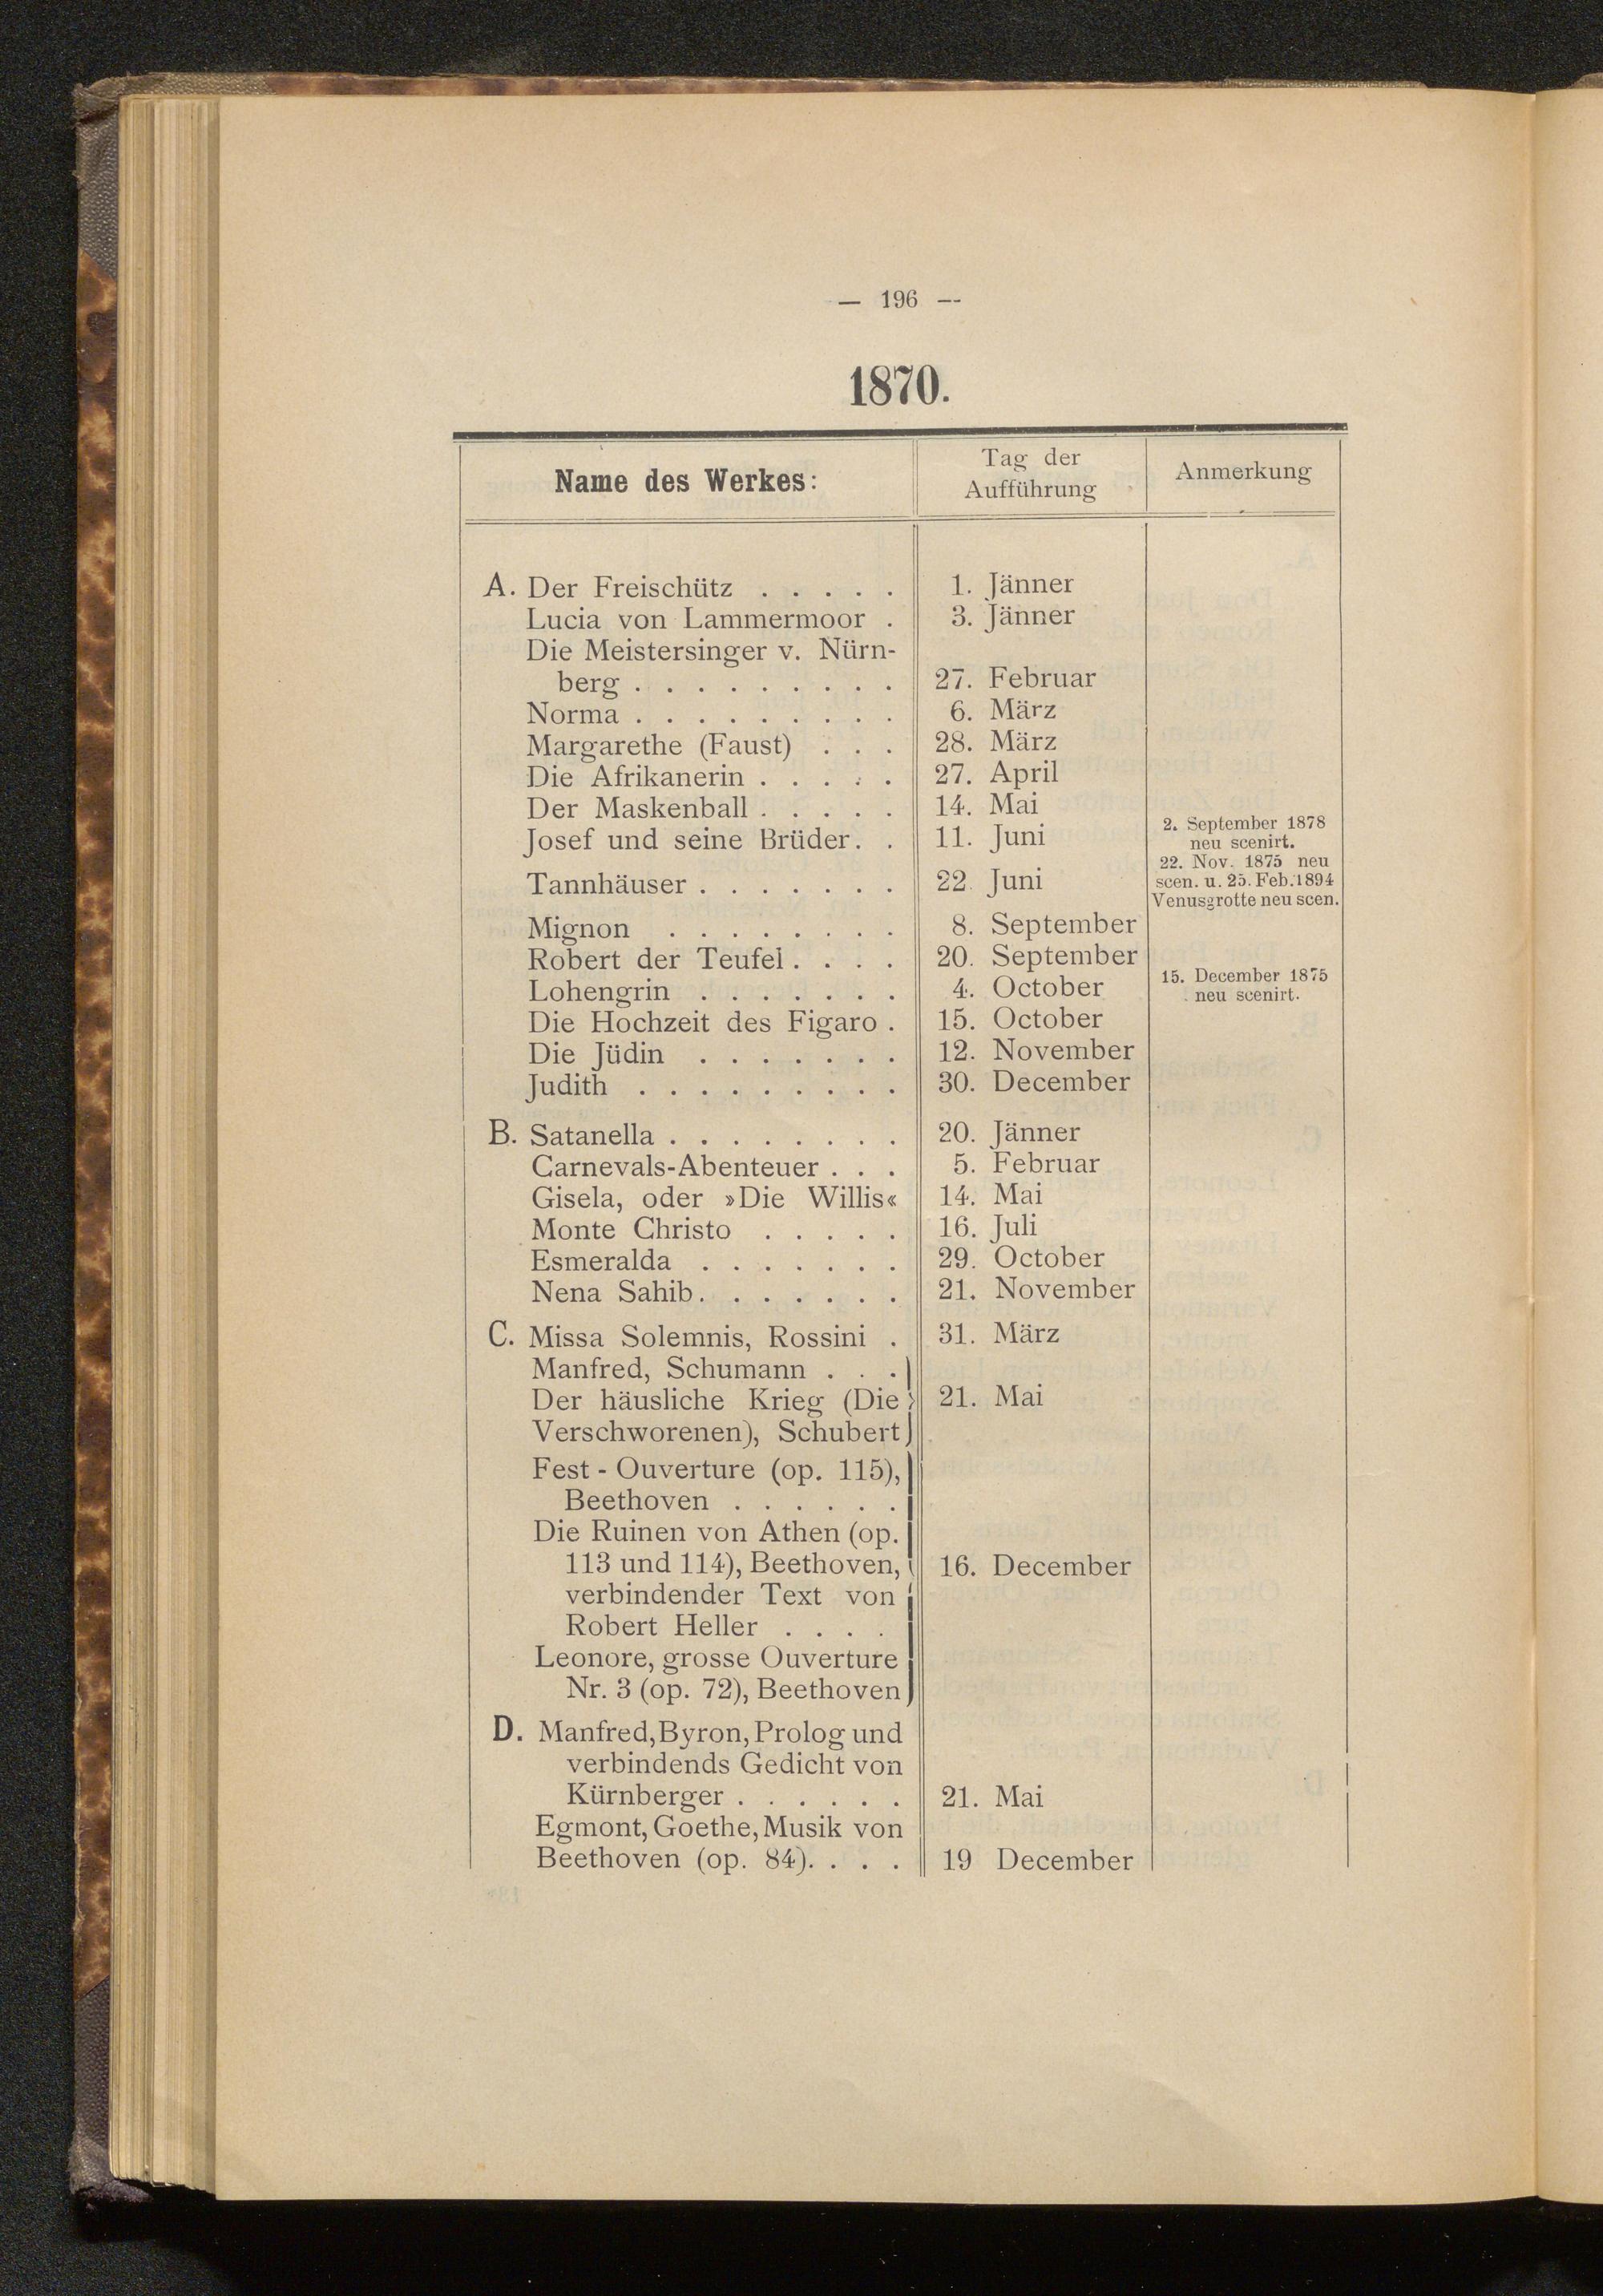 — 196 —
1870.
Name des Werkes:
Tag der
Aufführung
Anmerkung
A. Der Freischütz . . . . . 1. Jänner
Lucia von Lammermoor . 3. Jänner
Die Meistersinger v. Nürn-
berg . . . . . . . . . 27. Februar
Norma . . . . . . . . . 6. März
Margarethe (Faust) . . . 28. März
Die Afrikanerin . . . . . 27. April
Der Maskenball . . . . . 14. Mai
Josef und seine Brüder. . 11. Juni
2. September 1878
neu scenirt.
Tannhäuser . . . . . . . 22. Juni
22. Nov. 1875 neu
scen. u. 25. Feb. 1894
Venusgrotte neu scen.
Mignon . . . . . . . . 8. September
Robert der Teufel. . . . 20. September
Lohengrin . . . . . . . 4. October
15. December 1875
neu scenirt.
Die Hochzeit des Figaro . 15. October
Die Jüdin . . . . . . . 12. November
Judith . . . . . . . . . 30. December
B. Satanella . . . . . . . . 20. Jänner
Carnevals-Abenteuer . . . 5. Februar
Gisela, oder »Die Willis« 14. Mai
Monte Christo . . . . . 16. Juli
Esmeralda . . . . . . . 29. October
Nena Sahib. . . . . . . 21. November
C. Missa Solemnis, Rossini . 31. März
Manfred, Schumann . . .
Der häusliche Krieg (Die 21. Mai
Verschworenen), Schubert
Fest - Ouverture (op. 115),
Beethoven . . . . . .
Die Ruinen von Athen (op.
113 und 114), Beethoven, 16. December
verbindender Text von
Robert Heller . . . .
Leonore, grosse Ouverture
Nr. 3 (op. 72), Beethoven
D. Manfred, Byron, Prolog und
verbindends Gedicht von
Kürnberger . . . . . . 21. Mai
Egmont, Goethe, Musik von
Beethoven (op. 84). . . . 19 December